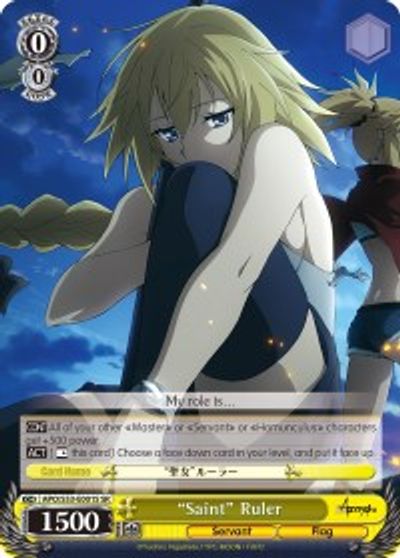 0
0
My role is...
CONT All of your other «Master» or «Servant» or «Homunculus» characters
get +500 power.
ACT [ this card] Choose a face down card in your level, and put it face up.
Card Name "聖女"ルーラー
1500
"Saint" Ruler
Servant Flag